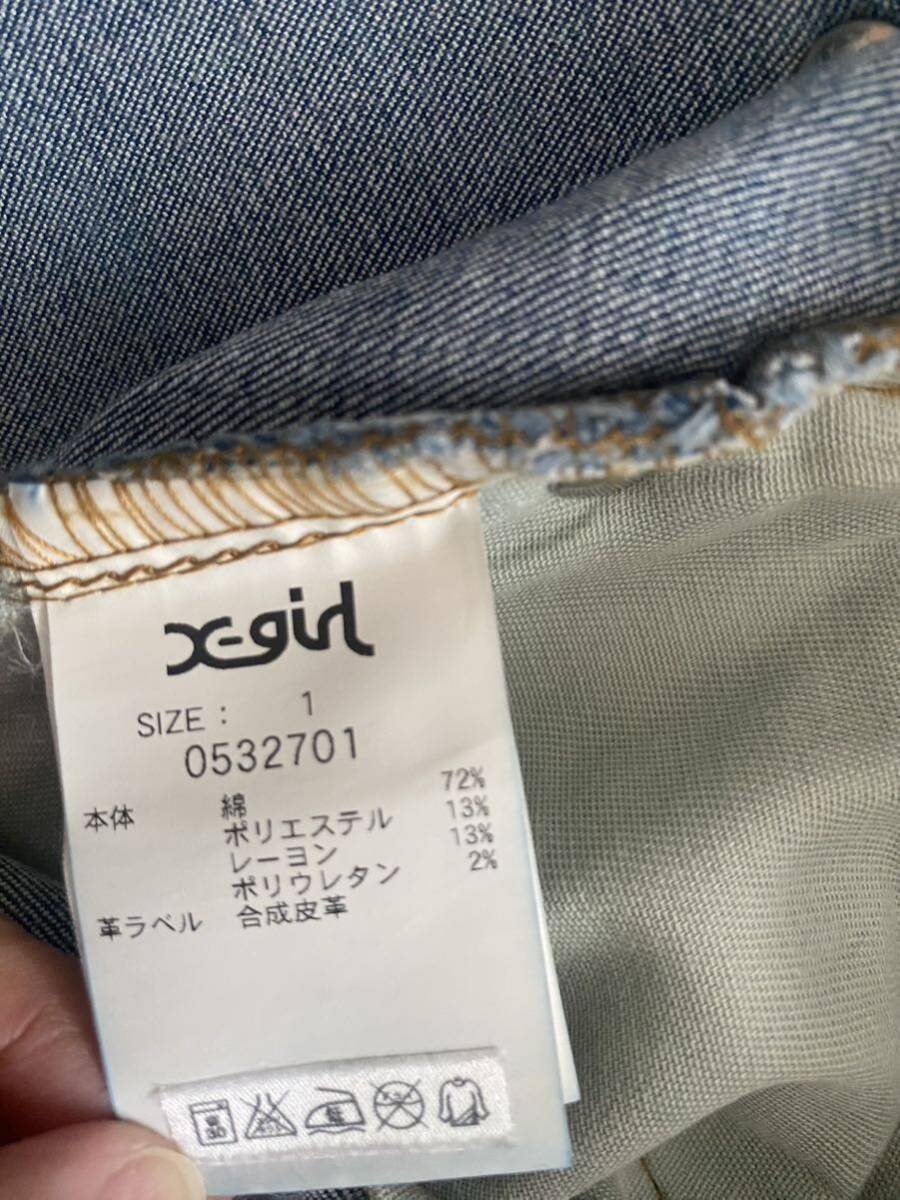 X-girl
SIZE : 1
0532701
本体 綿 72%
ポリエステル 13%
レーヨン 13%
ポリウレタン 2%
革ラベル 合成皮革